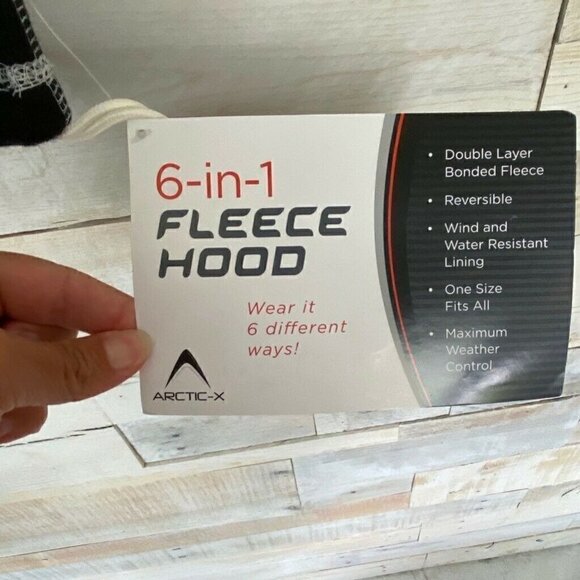 6-in-1
FLEECE
HOOD
Wear it
6 different
ways!
ARCTIC-X
• Double Layer
Bonded Fleece
• Reversible
• Wind and
Water Resistant
Lining
• One Size
Fits All
• Maximum
Weather
Control